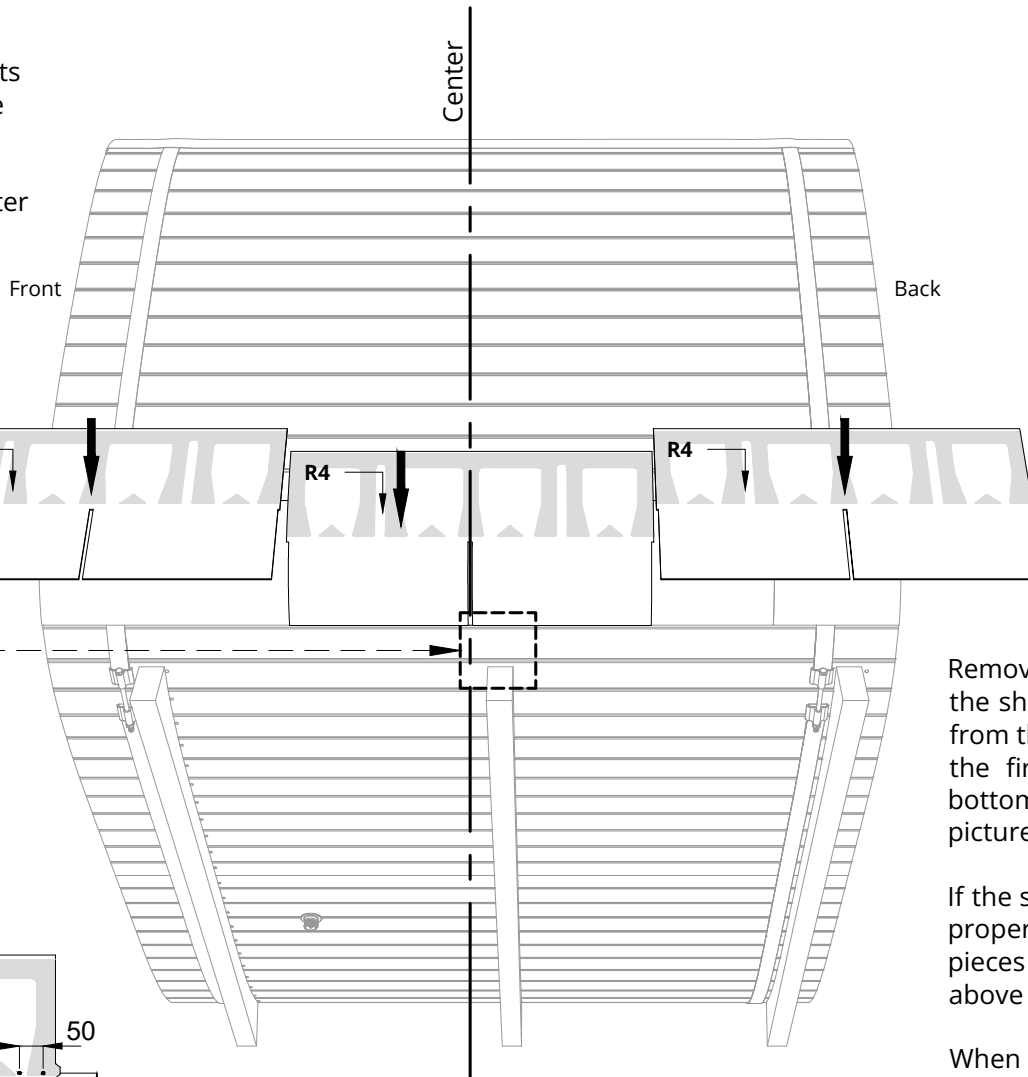 ts
e
ter
Center
Front
Back
R4
R4
Remov
the sh
from th
the fir
bottom
picture
If the s
proper
pieces
above
When
50